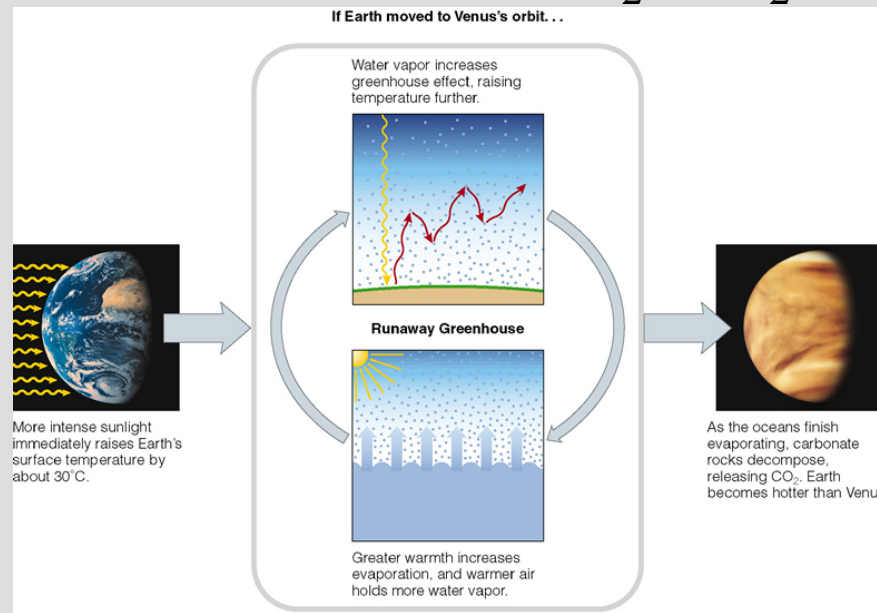 If Earth moved to Venus's orbit. . .
Water vapor increases
greenhouse effect, raising
temperature further.
Runaway Greenhouse
More intense sunlight
immediately raises Earth's
surface temperature by
about 30°C.
As the oceans finish
evaporating, carbonate
rocks decompose,
releasing CO₂. Earth
becomes hotter than Venu
Greater warmth increases
evaporation, and warmer air
holds more water vapor.